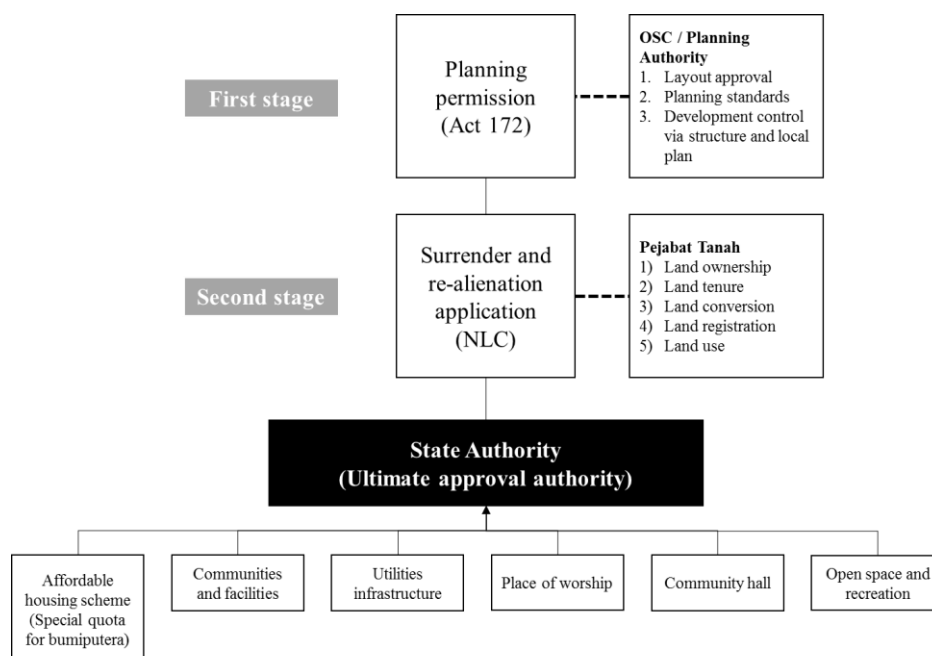 First stage
Planning
permission
(Act 172)
OSC / Planning
Authority
1. Layout approval
2. Planning standards
3. Development control
via structure and local
plan
Second stage
Surrender and
re-alienation
application
(NLC)
Pejabat Tanah
1) Land ownership
2) Land tenure
3) Land conversion
4) Land registration
5) Land use
State Authority
(Ultimate approval authority)
Affordable
housing scheme
(Special quota
for bumiputera)
Communities
and facilities
Utilities
infrastructure
Place of worship
Community hall
Open space and
recreation